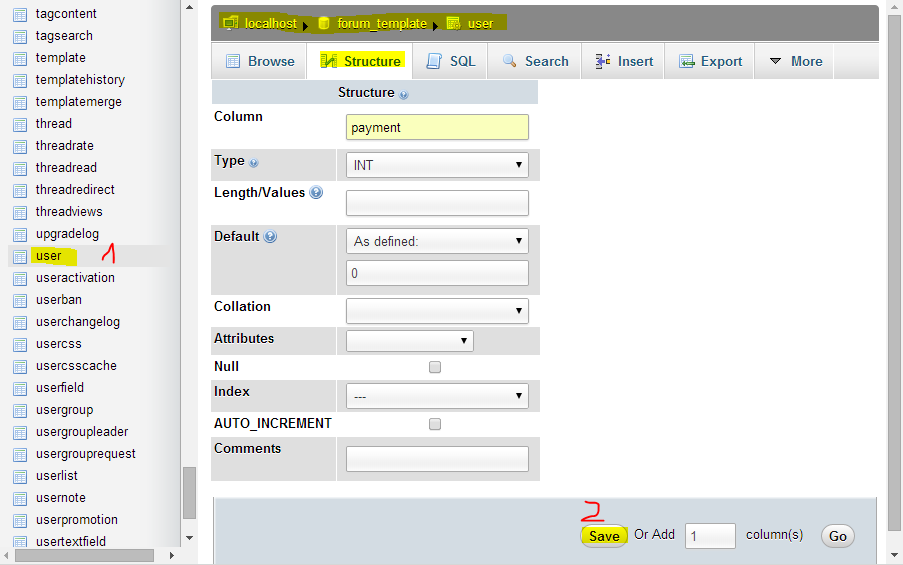 tagcontent
tagsearch
template
templatehistory
templatemerge
thread
threadrate
threadread
threadredirect
threadviews
upgradelog
user 1
useractivation
userban
userchangelog
usercss
usercsscache
userfield
usergroup
usergroupleader
usergrouprequest
userlist
usernote
userpromotion
usertextfield
localhost forum_template user
Browse Structure SQL Search Insert Export More
Structure
Column payment
Type INT
Length/Values
Default As defined:
0
Collation
Attributes
Null
Index ---
AUTO_INCREMENT
Comments
2
Save Or Add 1 column(s) Go